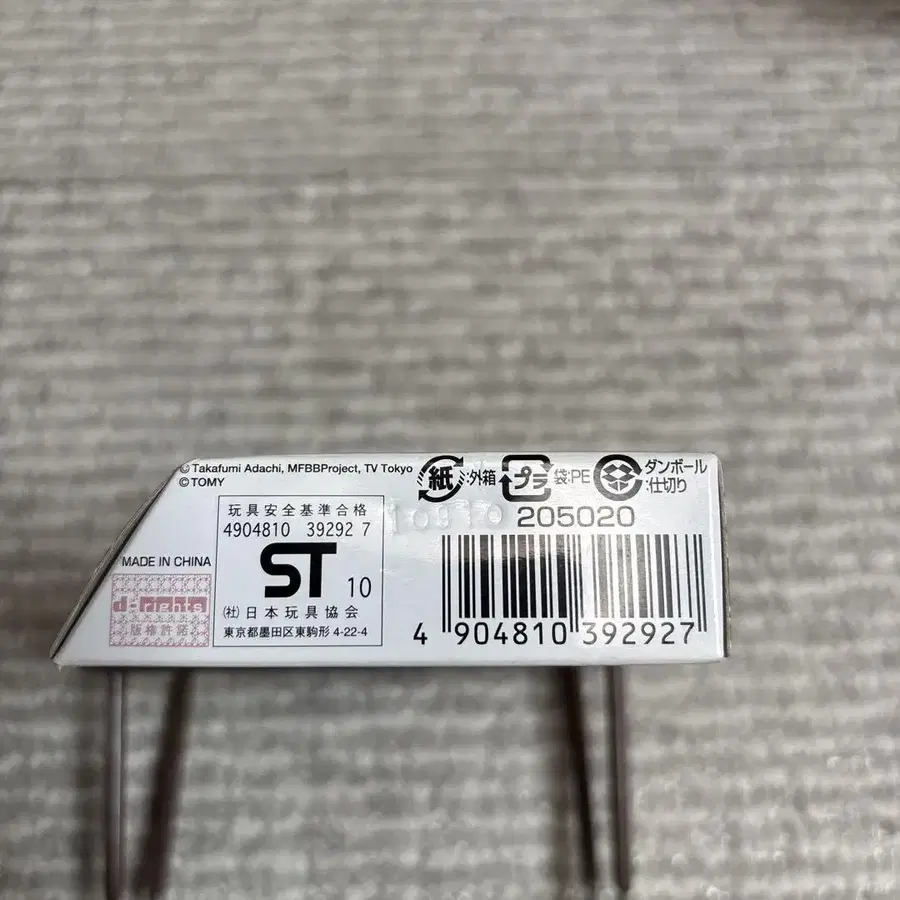 © Takafumi Adachi, MFBBProject, TV Tokyo
© TOMY
紙 :外箱
プラ 袋:PE
ダンボール
:仕切り
玩具安全基準合格
4904810 39292 7
ST 10
(社)日本玩具協会
東京都墨田区東駒形 4-22-4
MADE IN CHINA
d-rights
版権許諾
205020
4 904810 392927